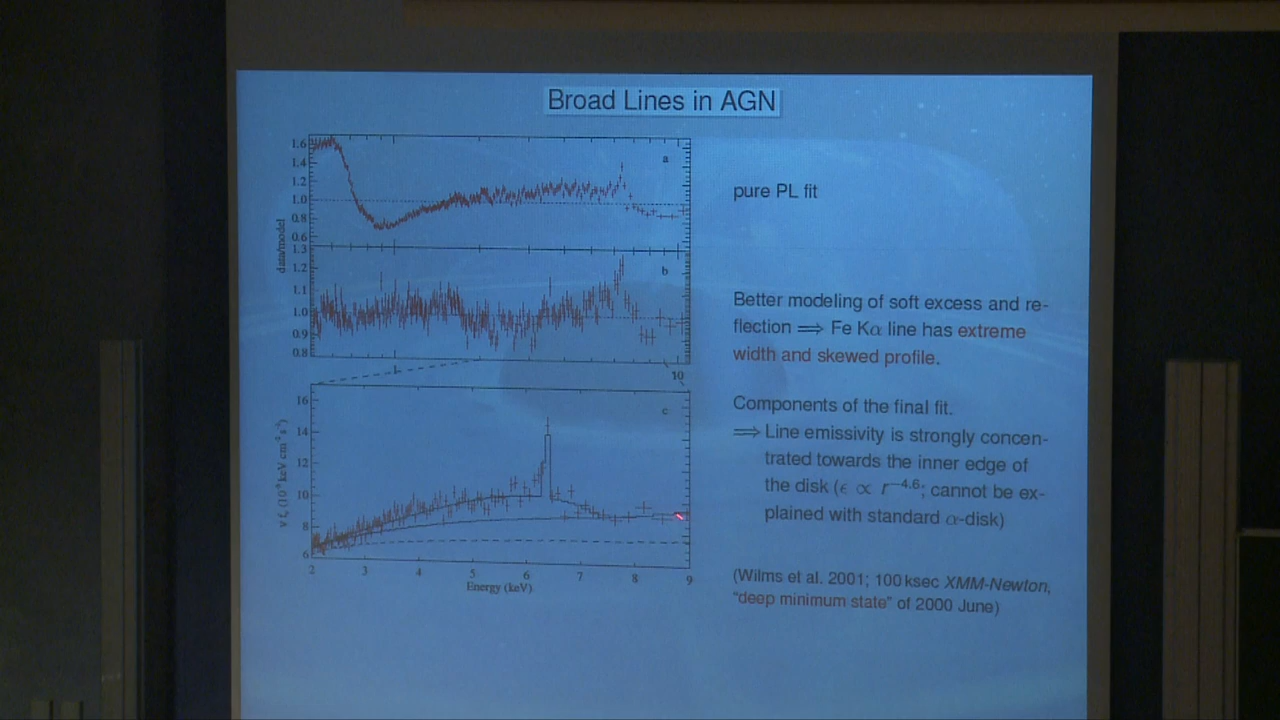 Broad Lines in AGN
1.6
1.4
1.2
1.0
0.8
0.6
a
pure PL fit
data/model
1.3
1.2
1.1
1.0
0.9
0.8
b
1
10
Better modeling of soft excess and re-
flection ⟹ Fe Kα line has extreme
width and skewed profile.
16
14
12
10
8
6
c
2 3 4 5 6 7 8 9
Energy (keV)
Components of the final fit.
⟹ Line emissivity is strongly concen-
trated towards the inner edge of
the disk (ϵ ∝ r^−4.6; cannot be ex-
plained with standard α-disk)
(Wilms et al. 2001; 100 ksec XMM-Newton,
"deep minimum state" of 2000 June)